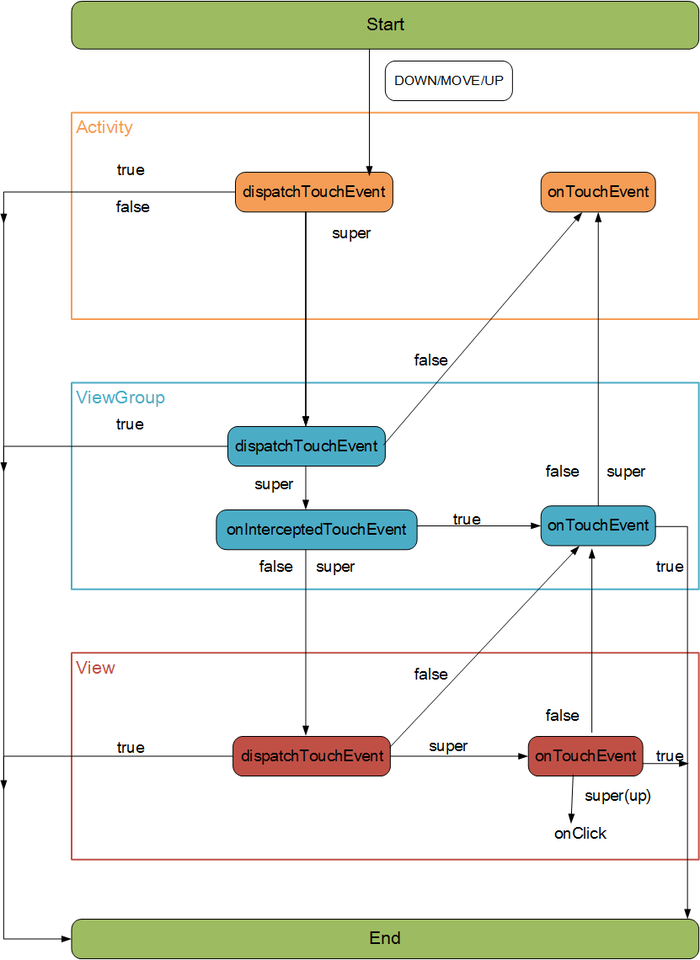 Start
DOWN/MOVE/UP
Activity
true
dispatchTouchEvent
onTouchEvent
false
super
false
ViewGroup
true
dispatchTouchEvent
super
false super
onInterceptedTouchEvent
true
onTouchEvent
false super
true
View
false
false
true
dispatchTouchEvent
super
onTouchEvent
true
super(up)
onClick
End